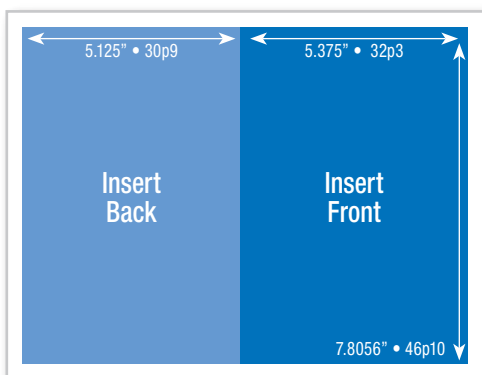 5.125” • 30p9
5.375” • 32p3
Insert
Back
Insert
Front
7.8056” • 46p10